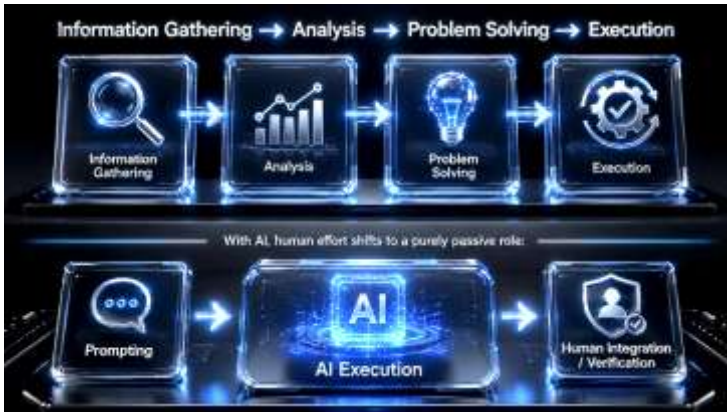 Information Gathering → Analysis → Problem Solving → Execution
Information
Gathering
Analysis
Problem
Solving
Execution
With AI, human effort shifts to a purely passive role:
Prompting
AI
AI Execution
Human Integration
/ Verification